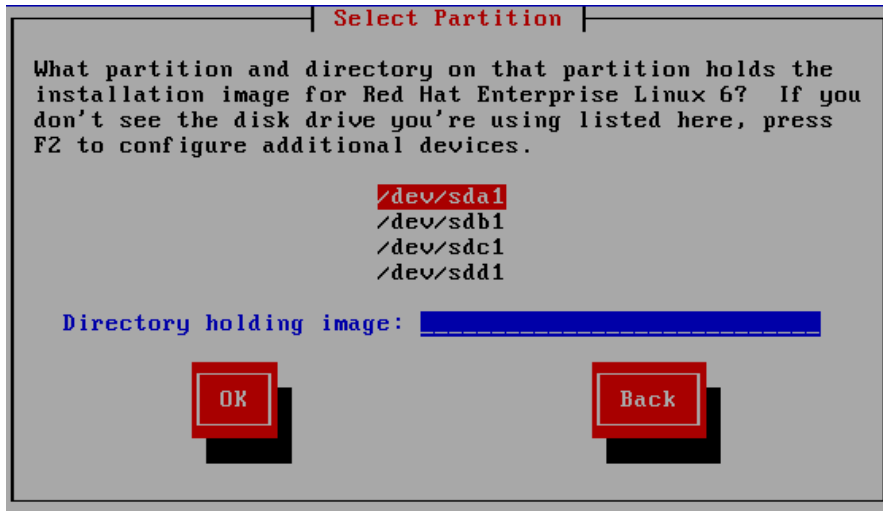 Select Partition
What partition and directory on that partition holds the
installation image for Red Hat Enterprise Linux 6?  If you
don't see the disk drive you're using listed here, press
F2 to configure additional devices.
/dev/sda1
/dev/sdb1
/dev/sdc1
/dev/sdd1
Directory holding image: ____________________________
OK
Back